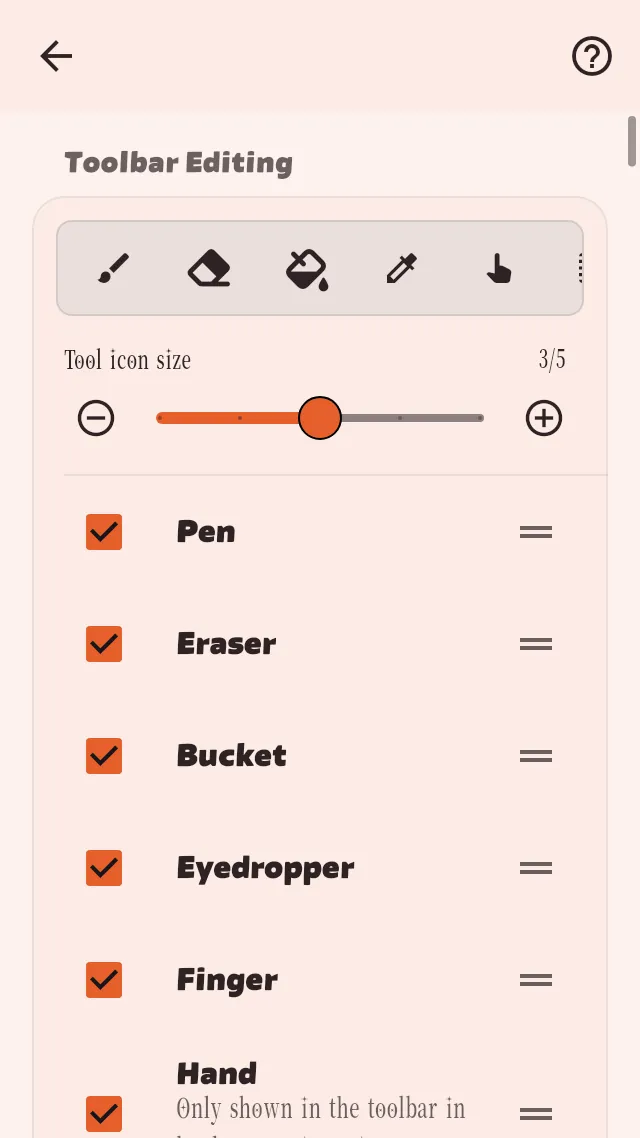 Toolbar Editing
Tool icon size
3/5
Pen
Eraser
Bucket
Eyedropper
Finger
Hand
Only shown in the toolbar in